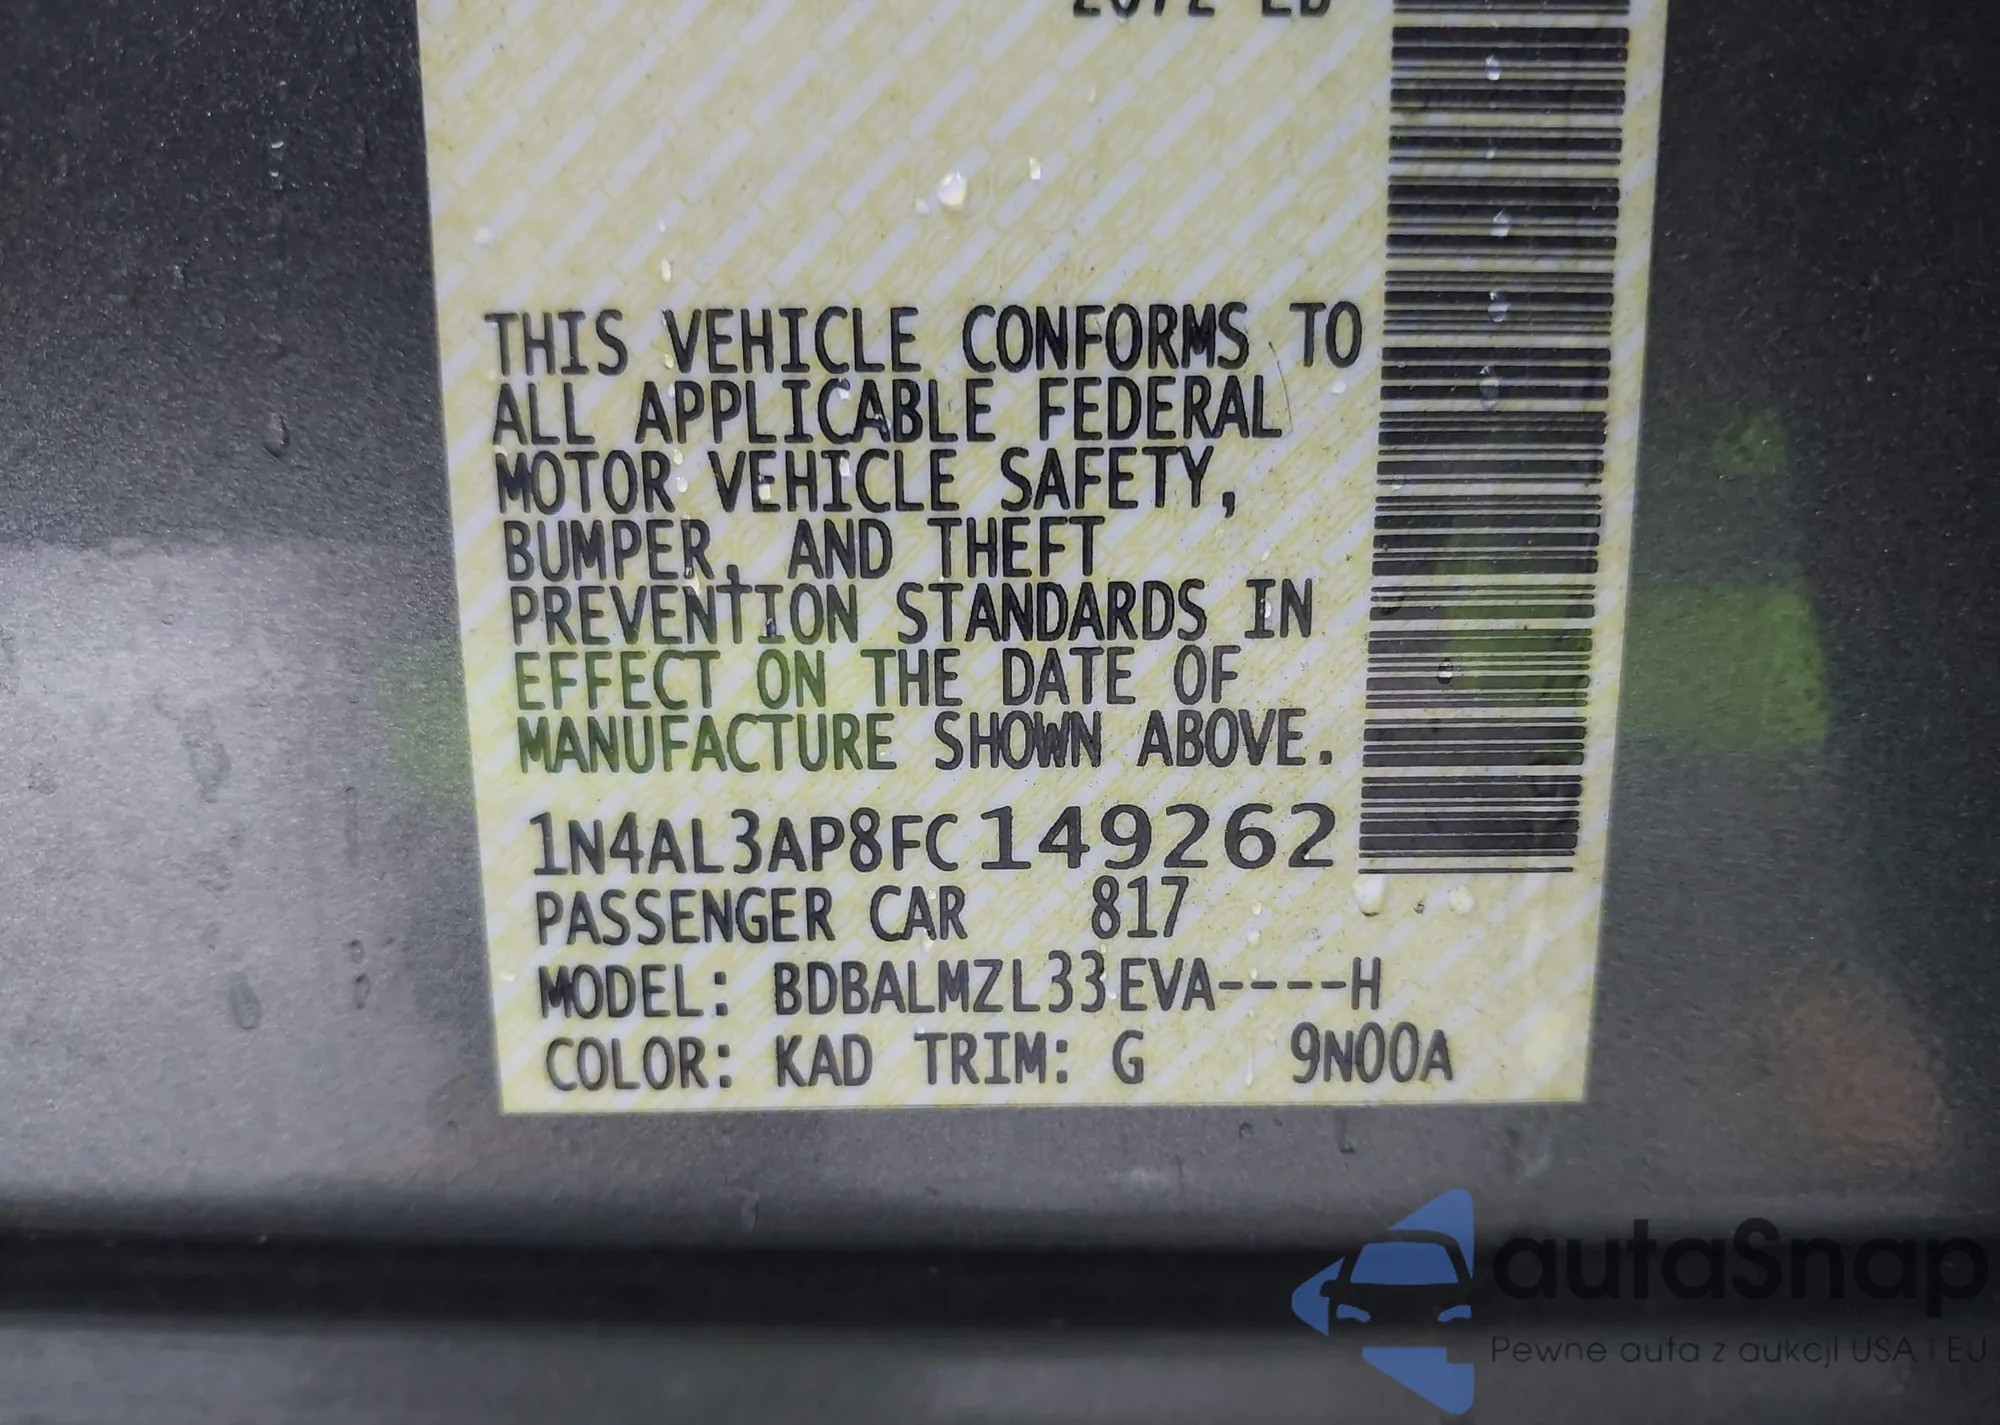 THIS VEHICLE CONFORMS TO
ALL APPLICABLE FEDERAL
MOTOR VEHICLE SAFETY,
BUMPER, AND THEFT
PREVENTION STANDARDS IN
EFFECT ON THE DATE OF
MANUFACTURE SHOWN ABOVE.
1N4AL3AP8FC149262
PASSENGER CAR 817
MODEL: BDBALMZL33EVA----H
COLOR: KAD TRIM: G 9N00A
autaSnap
Pewne auta z aukcji USA i EU